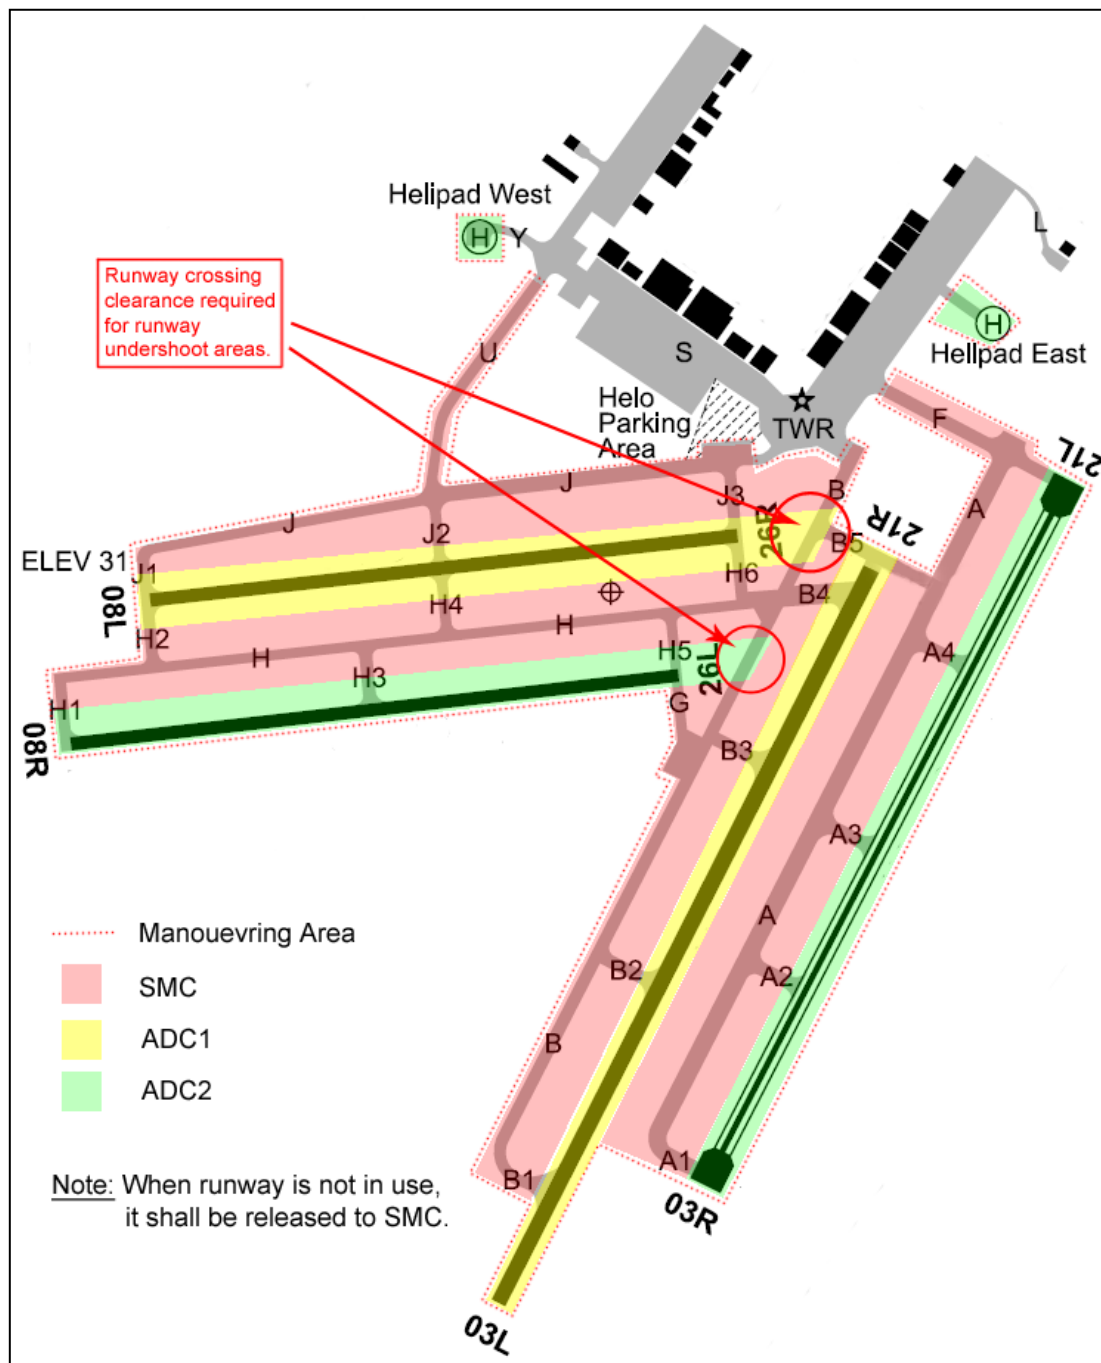 Helipad West
H
Y
L
Runway crossing
clearance required
for runway
undershoot areas.
H
Helipad East
U
S
Helo
Parking
Area
TWR
F
21L
J
J
J3
B
A
J2
26R
21R
B5
ELEV 31
J1
08L
H6
B4
H4
H2
H
H
H5
A4
26L
H3
H1
G
08R
B3
A3
A
Manouevring Area
B2
A2
SMC
ADC1
B
ADC2
A1
B1
Note: When runway is not in use,
it shall be released to SMC.
03R
03L